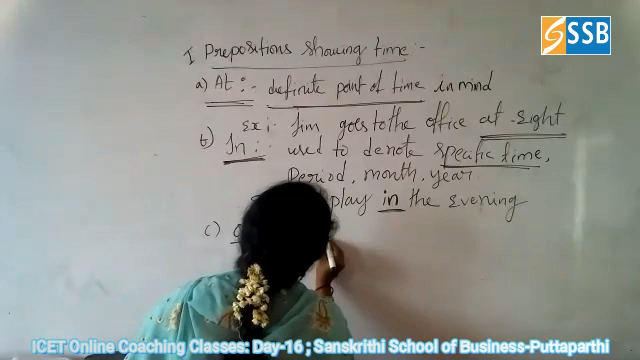 SSB
I Prepositions showing time :-
a) At :- definite point of time in mind
Ex :- Jim goes to the office at eight
b) In :- used to denote specific time,
Period, month, year
play in the evening
c)
ICET Online Coaching Classes: Day-16 ; Sanskrithi School of Business-Puttaparthi